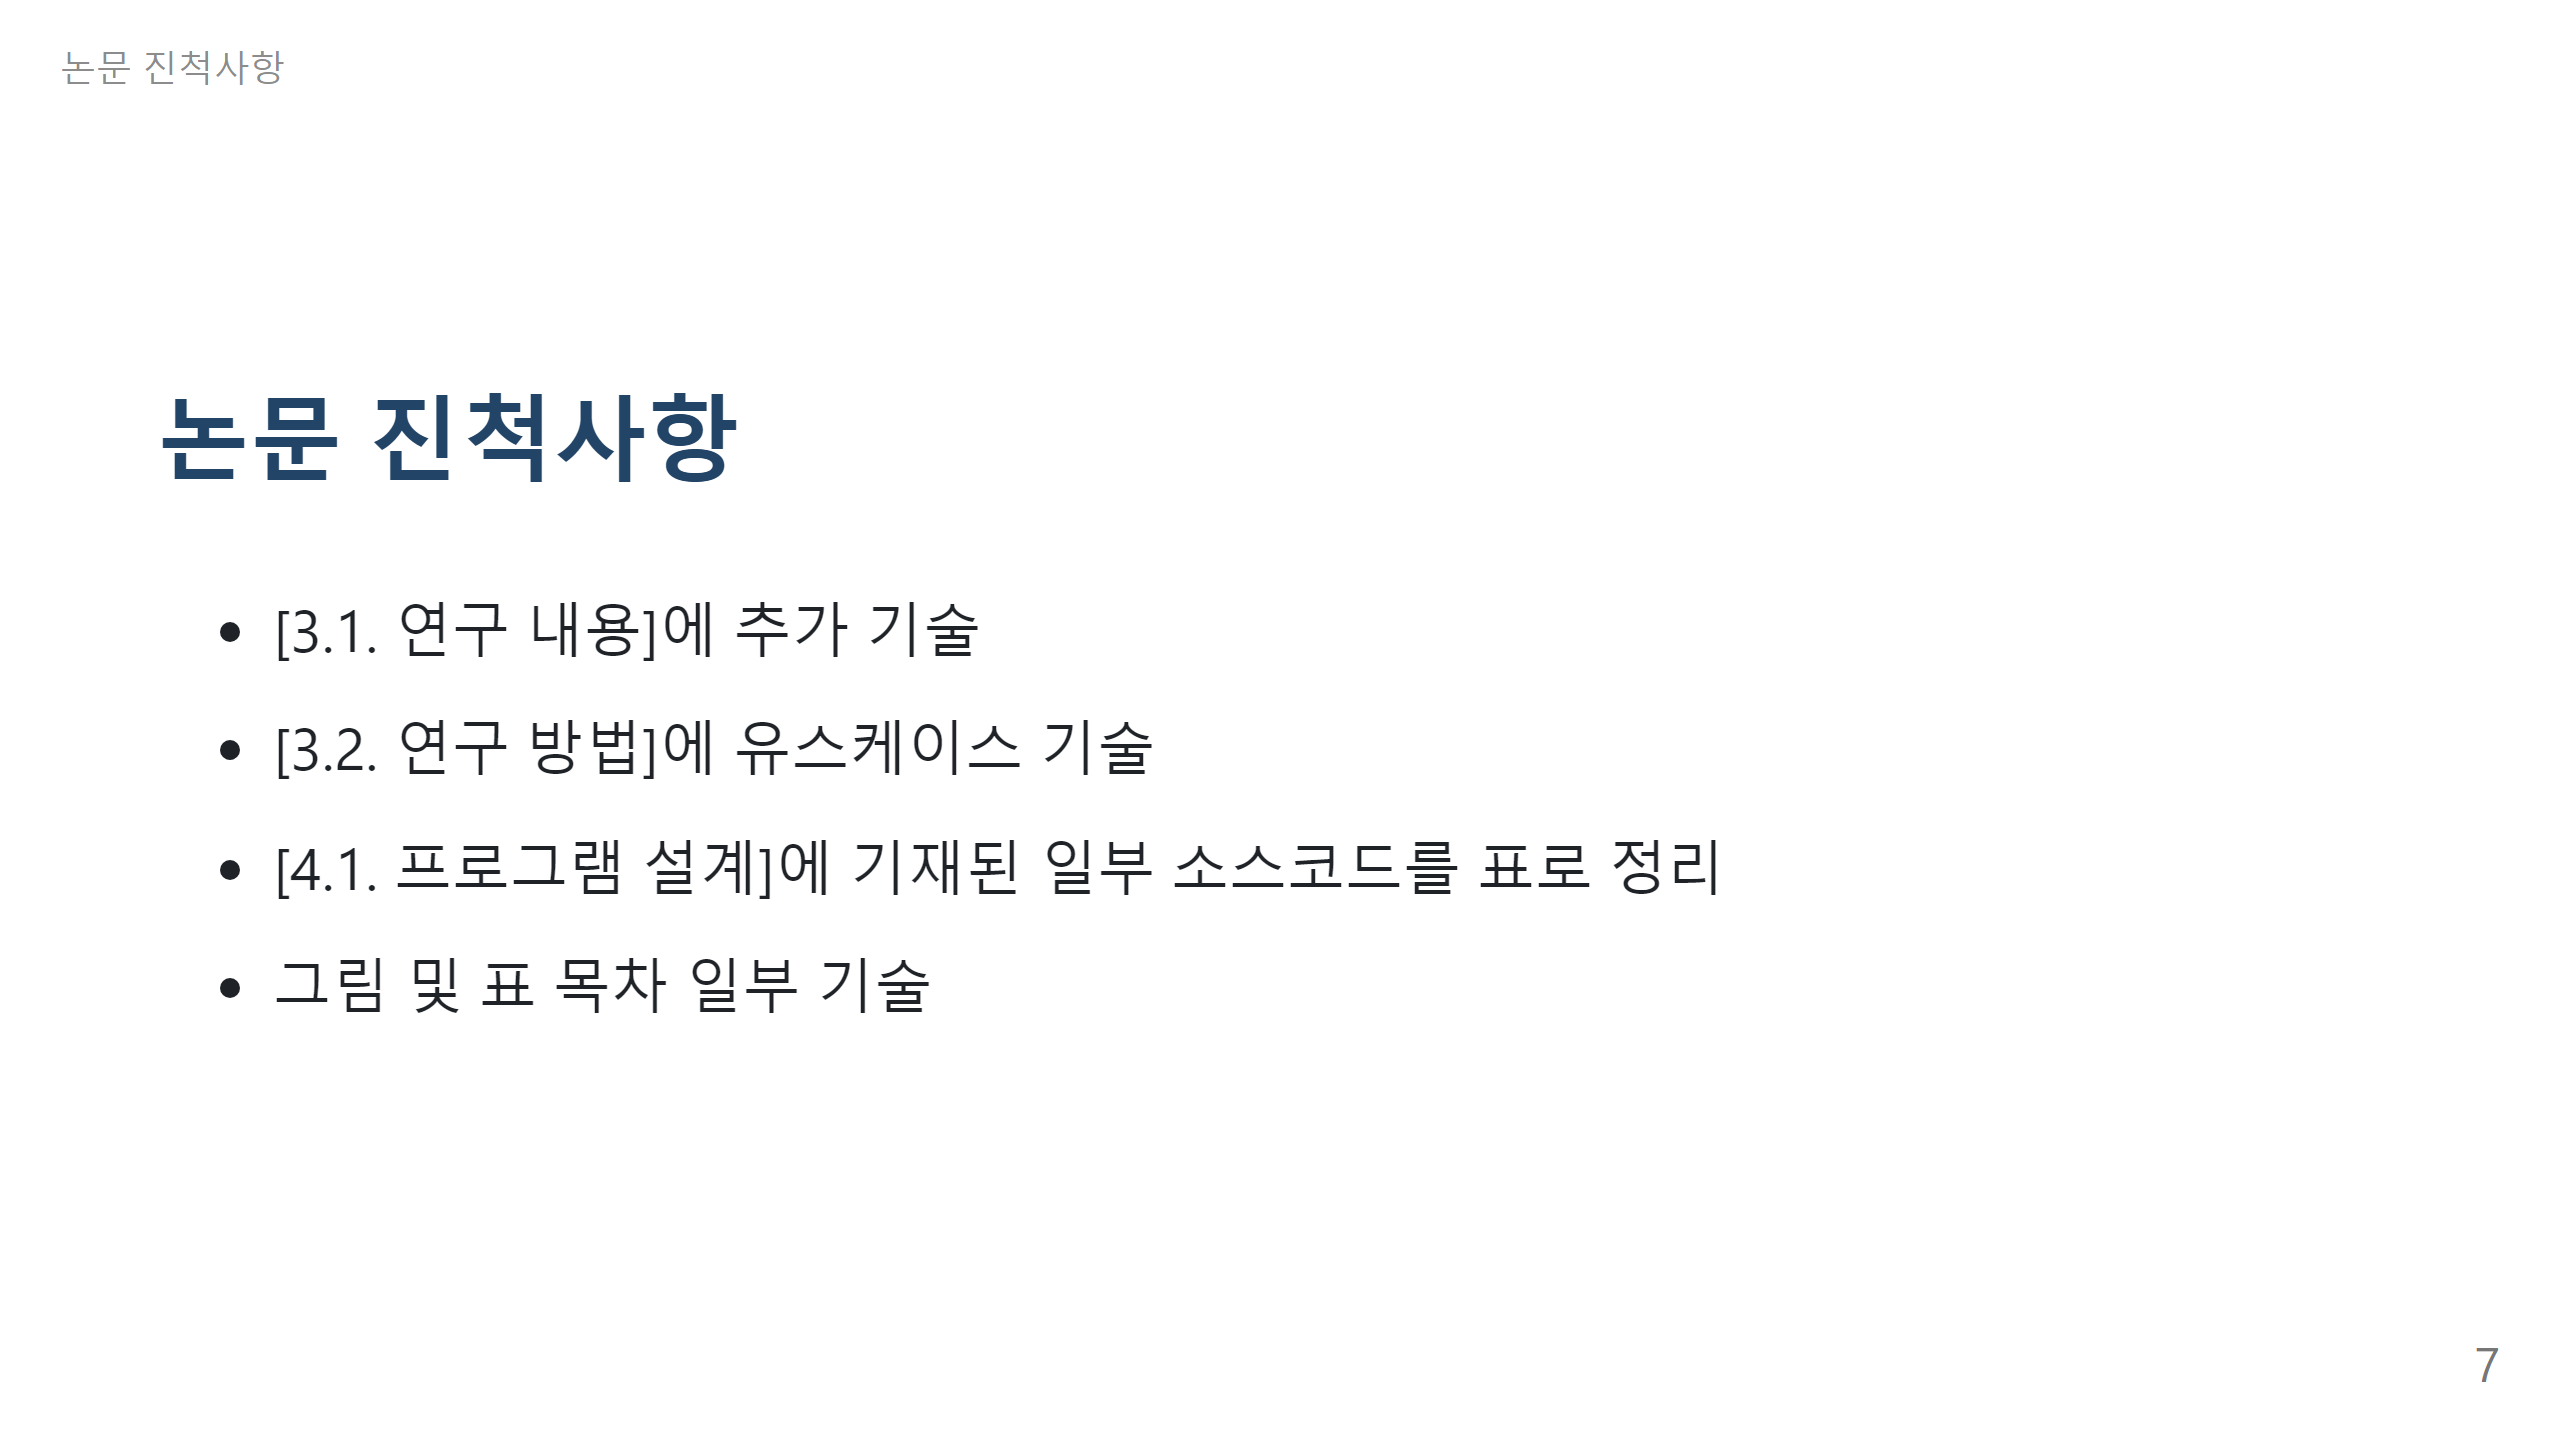 논문 진척사항
논문 진척사항
• [3.1. 연구 내용]에 추가 기술
• [3.2. 연구 방법]에 유스케이스 기술
• [4.1. 프로그램 설계]에 기재된 일부 소스코드를 표로 정리
• 그림 및 표 목차 일부 기술
7